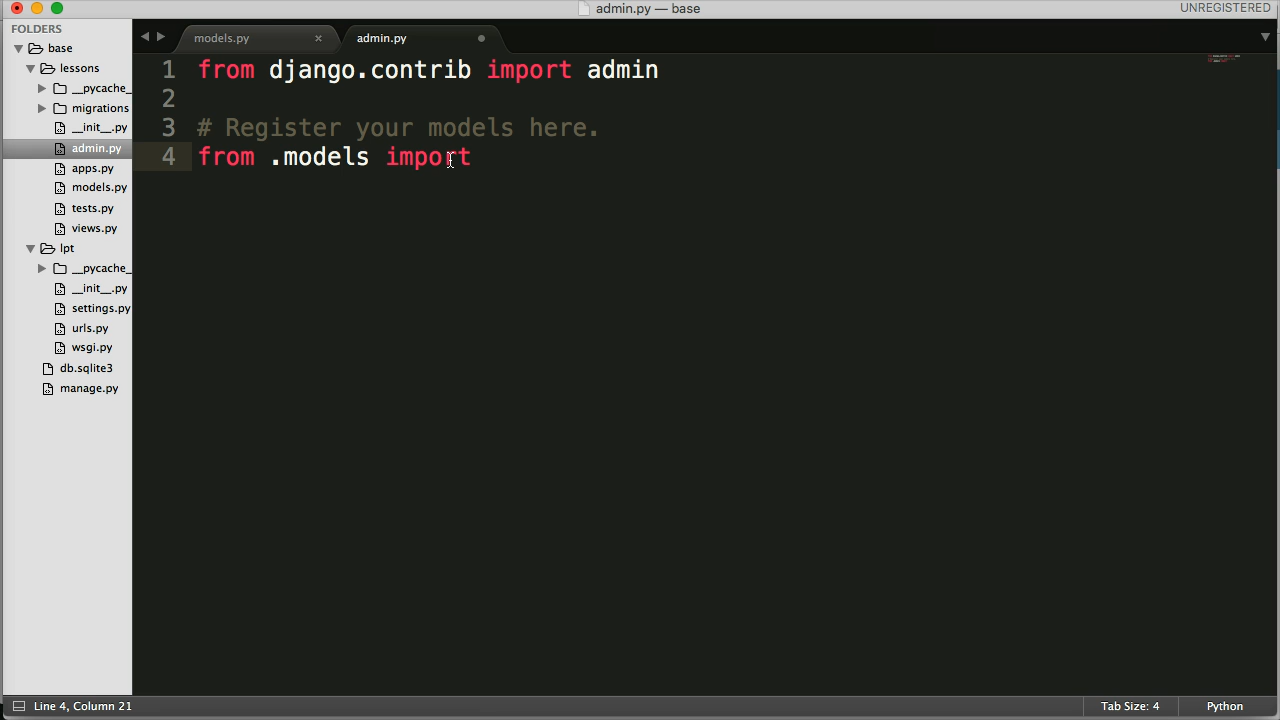 admin.py — base
UNREGISTERED
FOLDERS
base
lessons
__pycache_
migrations
__init__.py
admin.py
apps.py
models.py
tests.py
views.py
lpt
__pycache_
__init__.py
settings.py
urls.py
wsgi.py
db.sqlite3
manage.py
models.py ×
admin.py
1 from django.contrib import admin
2
3 # Register your models here.
4 from .models import
Line 4, Column 21
Tab Size: 4
Python